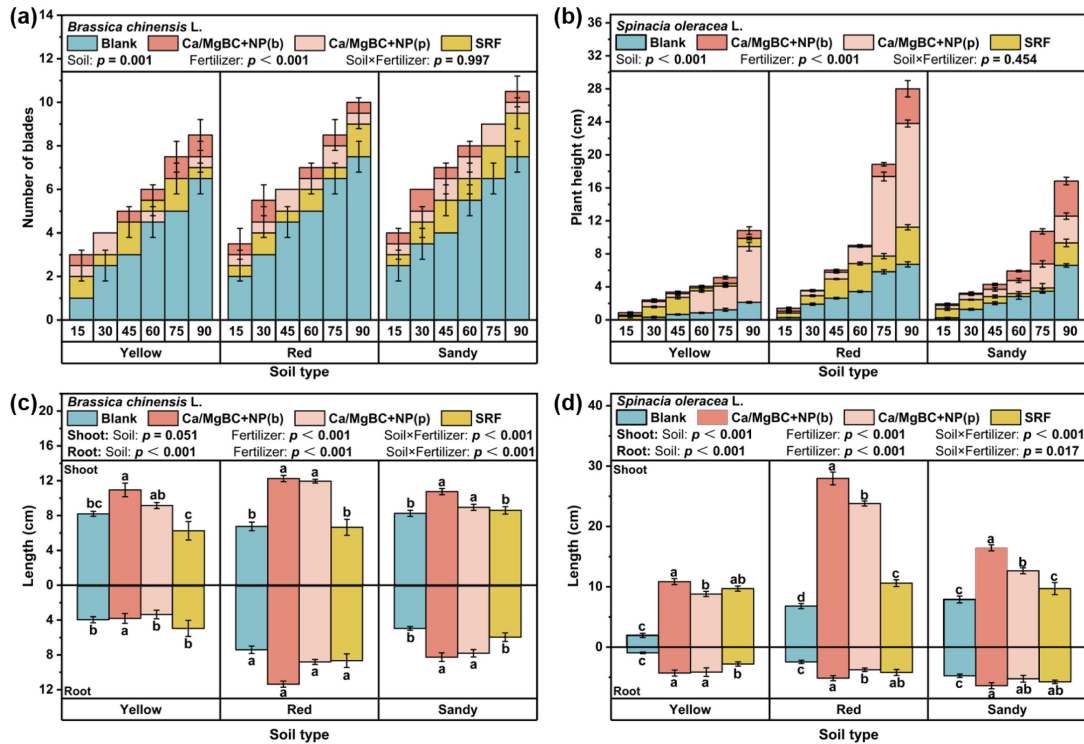 (a)
Brassica chinensis L.
Blank Ca/MgBC+NP(b) Ca/MgBC+NP(p) SRF
Soil: p = 0.001 Fertilizer: p < 0.001 Soil×Fertilizer: p = 0.997
Number of blades
14
12
10
8
6
4
2
0
15 30 45 60 75 90 15 30 45 60 75 90 15 30 45 60 75 90
Yellow Red Sandy
Soil type
(b)
Spinacia oleracea L.
Blank Ca/MgBC+NP(b) Ca/MgBC+NP(p) SRF
Soil: p < 0.001 Fertilizer: p < 0.001 Soil×Fertilizer: p = 0.454
Plant height (cm)
36
32
28
24
20
16
12
8
4
0
15 30 45 60 75 90 15 30 45 60 75 90 15 30 45 60 75 90
Yellow Red Sandy
Soil type
(c)
Brassica chinensis L.
Blank Ca/MgBC+NP(b) Ca/MgBC+NP(p) SRF
Shoot: Soil: p = 0.051 Fertilizer: p < 0.001 Soil×Fertilizer: p < 0.001
Root: Soil: p < 0.001 Fertilizer: p < 0.001 Soil×Fertilizer: p < 0.001
Shoot
Length (cm)
20
16
12
8
4
0
4
8
12
bc a ab c b a a b b a a b
b a b b a a a a b a a b
Root
Yellow Red Sandy
Soil type
(d)
Spinacia oleracea L.
Blank Ca/MgBC+NP(b) Ca/MgBC+NP(p) SRF
Shoot: Soil: p < 0.001 Fertilizer: p < 0.001 Soil×Fertilizer: p < 0.001
Root: Soil: p < 0.001 Fertilizer: p < 0.001 Soil×Fertilizer: p = 0.017
Shoot
Length (cm)
40
30
20
10
0
10
c a b ab d a b c c a b c
c a a b c a b ab c a ab ab
Root
Yellow Red Sandy
Soil type